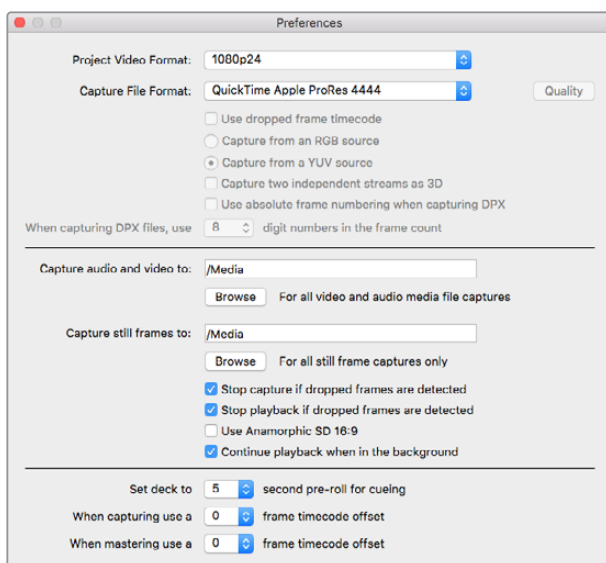 Preferences
Project Video Format: 1080p24
Capture File Format: QuickTime Apple ProRes 4444 Quality
Use dropped frame timecode
Capture from an RGB source
Capture from a YUV source
Capture two independent streams as 3D
Use absolute frame numbering when capturing DPX
When capturing DPX files, use 8 digit numbers in the frame count
Capture audio and video to: /Media
Browse For all video and audio media file captures
Capture still frames to: /Media
Browse For all still frame captures only
Stop capture if dropped frames are detected
Stop playback if dropped frames are detected
Use Anamorphic SD 16:9
Continue playback when in the background
Set deck to 5 second pre-roll for cueing
When capturing use a 0 frame timecode offset
When mastering use a 0 frame timecode offset